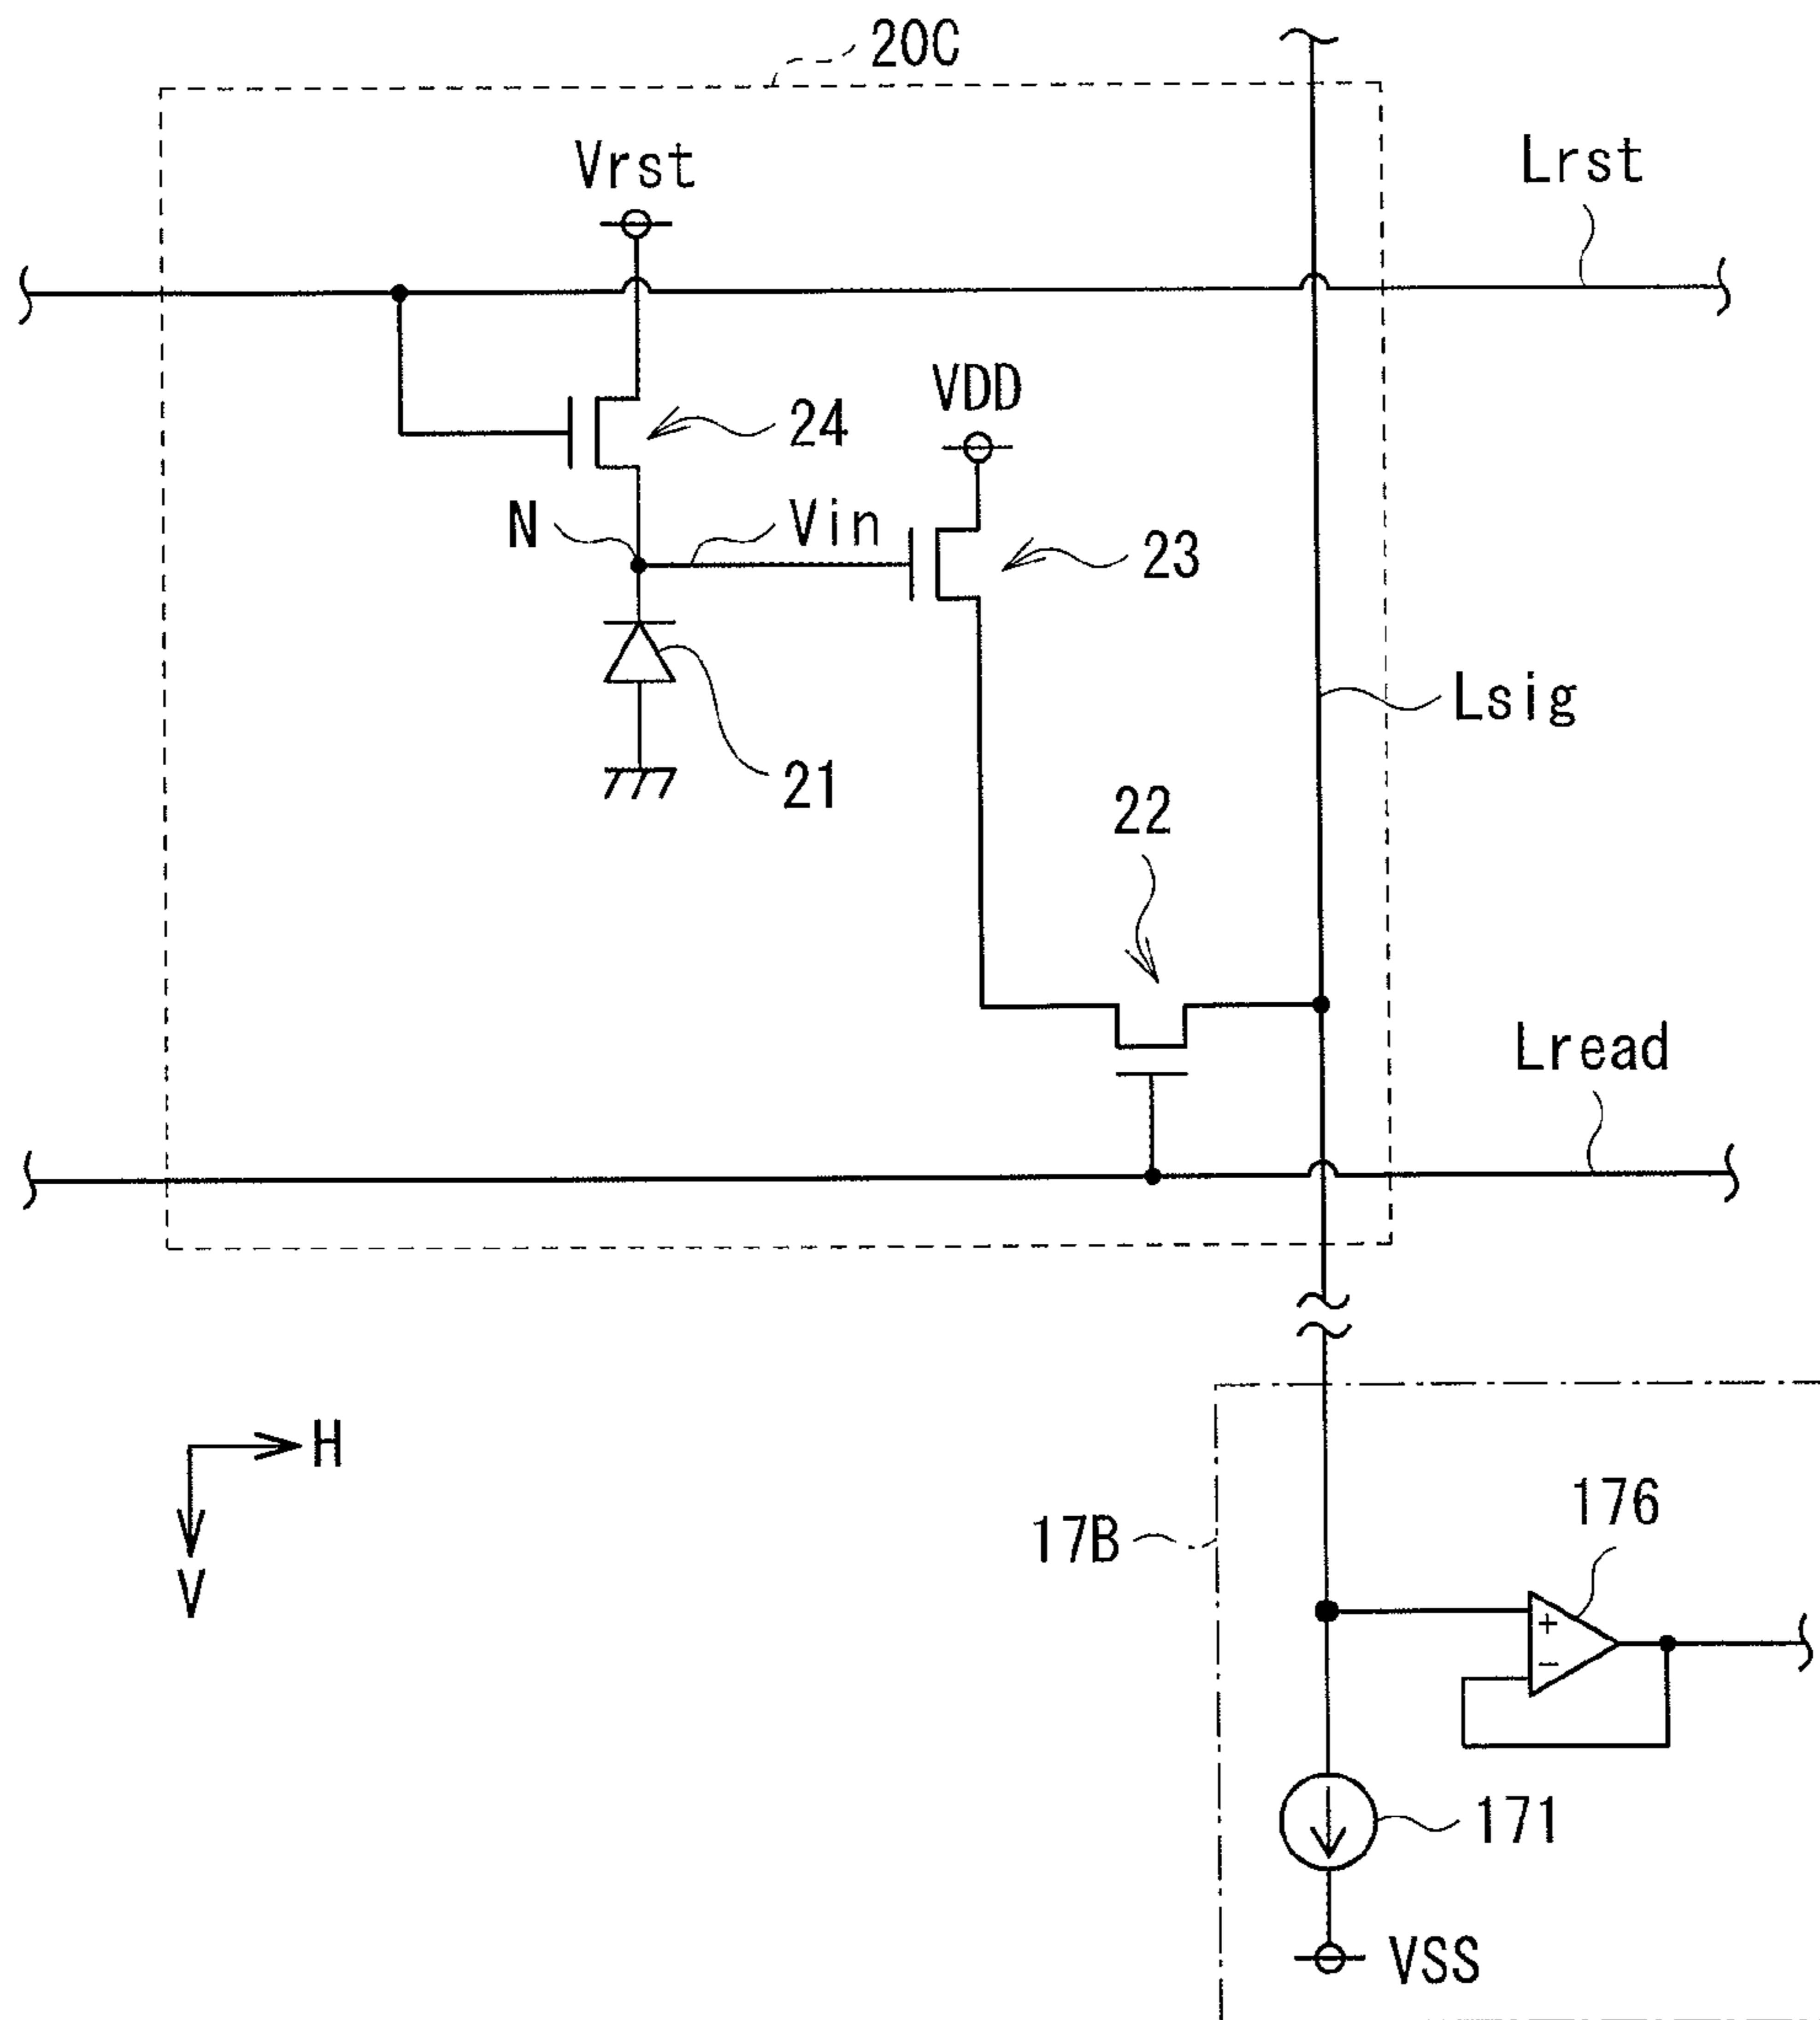 20C
Vrst
Lrst
VDD
24
N
Vin
23
Lsig
21
22
Lread
H
V
17B
176
+
−
171
VSS